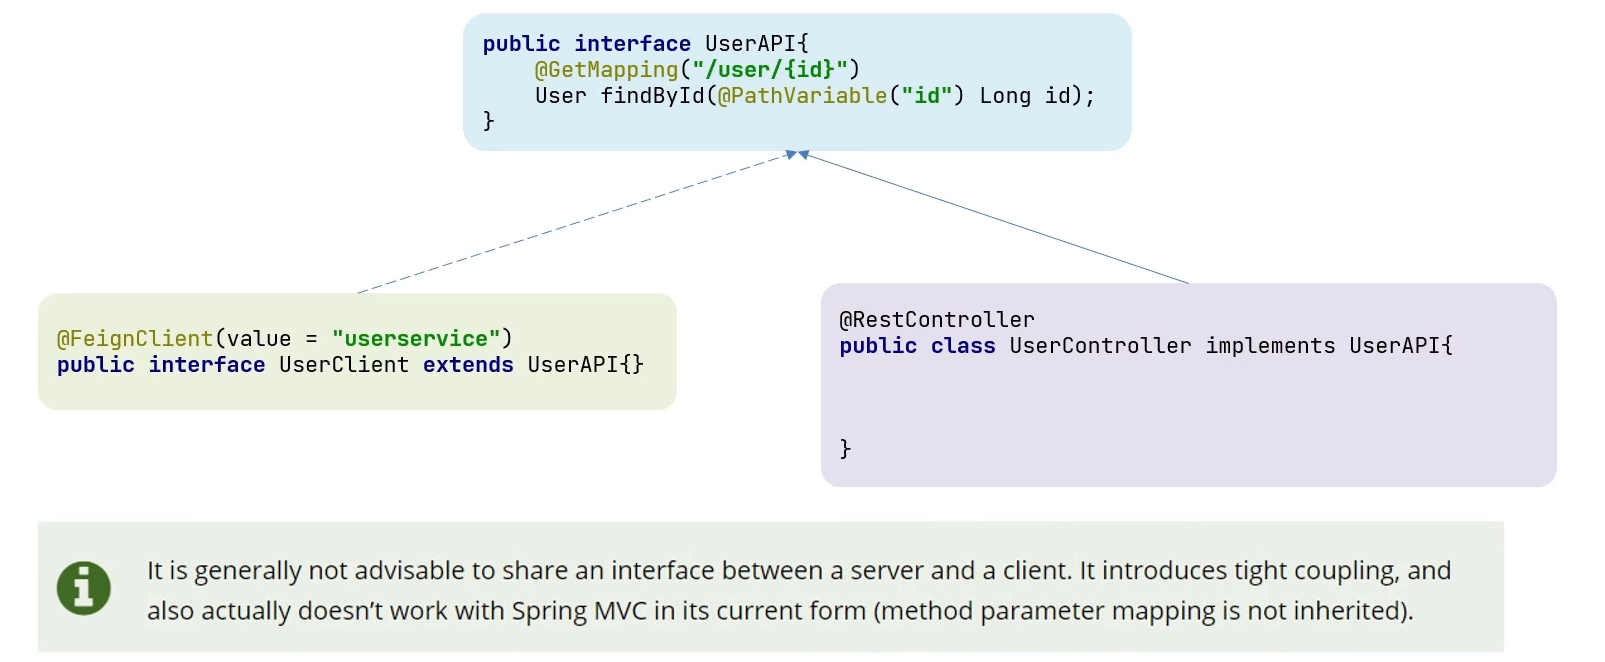 public interface UserAPI{
    @GetMapping("/user/{id}")
    User findById(@PathVariable("id") Long id);
}
@FeignClient(value = "userservice")
public interface UserClient extends UserAPI{}
@RestController
public class UserController implements UserAPI{
}
It is generally not advisable to share an interface between a server and a client. It introduces tight coupling, and
also actually doesn’t work with Spring MVC in its current form (method parameter mapping is not inherited).